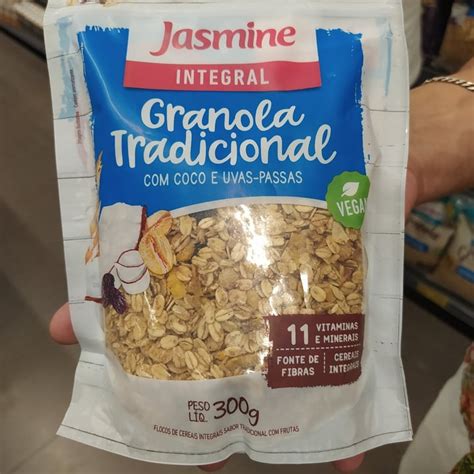 Jasmine
INTEGRAL
Granola
Tradicional
COM COCO E UVAS-PASSAS
VEGAN
11 VITAMINAS
E MINERAIS
FONTE DE
FIBRAS
CEREAIS
INTEGRAIS
PESO
LÍQ. 300g
FLOCOS DE CEREAIS INTEGRAIS SABOR TRADICIONAL COM FRUTAS